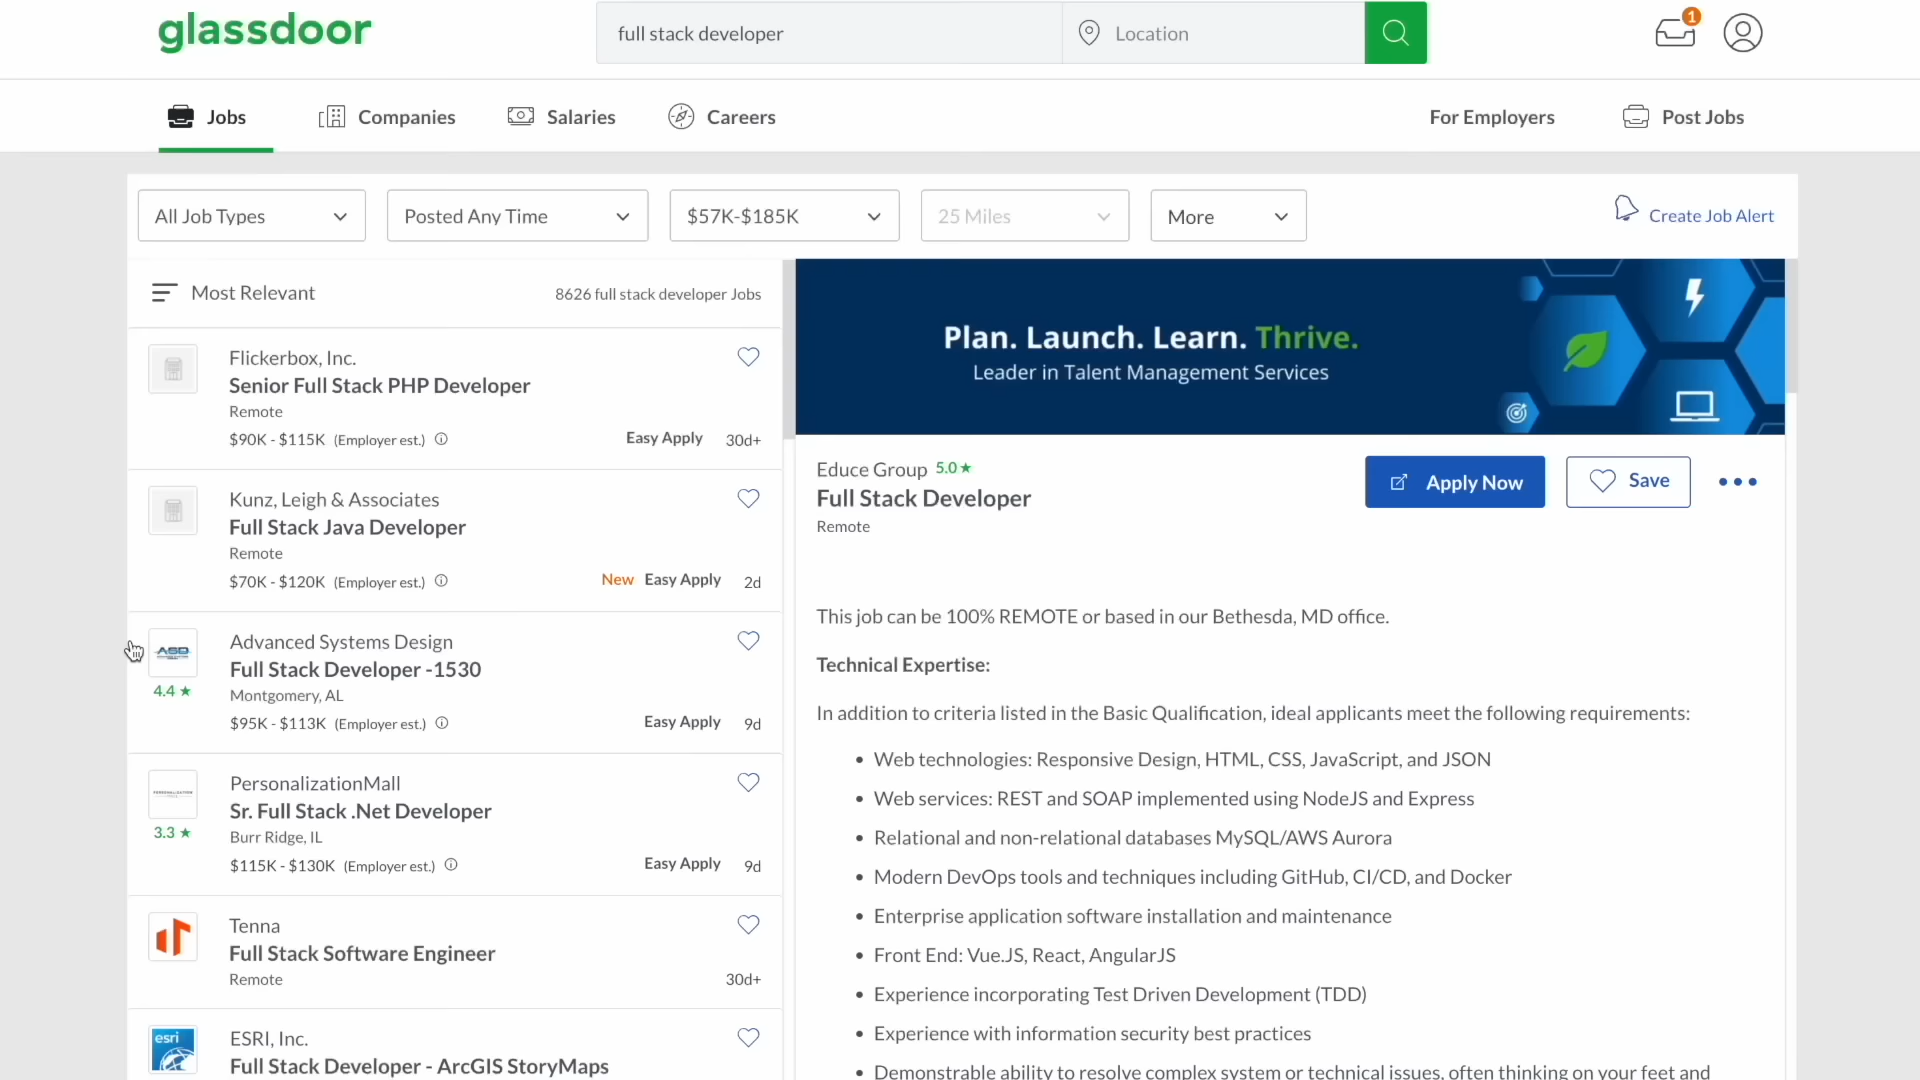 glassdoor
full stack developer
Location
1
Jobs
Companies
Salaries
Careers
For Employers
Post Jobs
All Job Types
Posted Any Time
$57K-$185K
25 Miles
More
Create Job Alert
Most Relevant
8626 full stack developer Jobs
Flickerbox, Inc.
Senior Full Stack PHP Developer
Remote
$90K - $115K (Employer est.)
Easy Apply
30d+
Kunz, Leigh & Associates
Full Stack Java Developer
Remote
$70K - $120K (Employer est.)
New Easy Apply
2d
ASD
4.4 ★
Advanced Systems Design
Full Stack Developer -1530
Montgomery, AL
$95K - $113K (Employer est.)
Easy Apply
9d
3.3 ★
PersonalizationMall
Sr. Full Stack .Net Developer
Burr Ridge, IL
$115K - $130K (Employer est.)
Easy Apply
9d
Tenna
Full Stack Software Engineer
Remote
30d+
esri
ESRI, Inc.
Full Stack Developer - ArcGIS StoryMaps
Plan. Launch. Learn. Thrive.
Leader in Talent Management Services
Educe Group 5.0 ★
Full Stack Developer
Remote
Apply Now
Save
This job can be 100% REMOTE or based in our Bethesda, MD office.
Technical Expertise:
In addition to criteria listed in the Basic Qualification, ideal applicants meet the following requirements:
• Web technologies: Responsive Design, HTML, CSS, JavaScript, and JSON
• Web services: REST and SOAP implemented using NodeJS and Express
• Relational and non-relational databases MySQL/AWS Aurora
• Modern DevOps tools and techniques including GitHub, CI/CD, and Docker
• Enterprise application software installation and maintenance
• Front End: Vue.JS, React, AngularJS
• Experience incorporating Test Driven Development (TDD)
• Experience with information security best practices
• Demonstrable ability to resolve complex system or technical issues, often thinking on your feet and